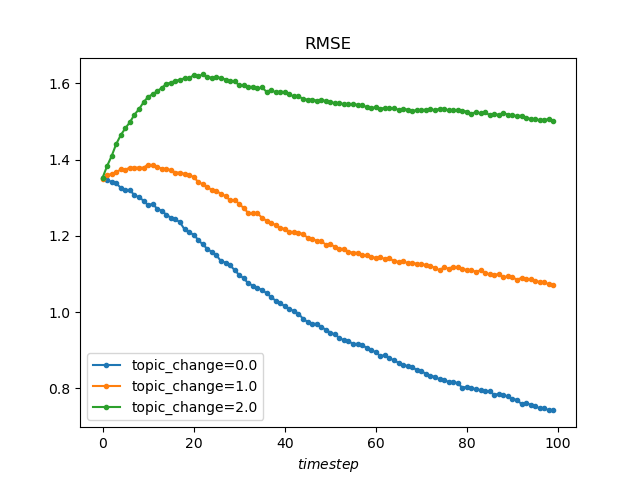 RMSE
1.6
1.4
1.2
1.0
0.8
topic_change=0.0
topic_change=1.0
topic_change=2.0
0 20 40 60 80 100
timestep